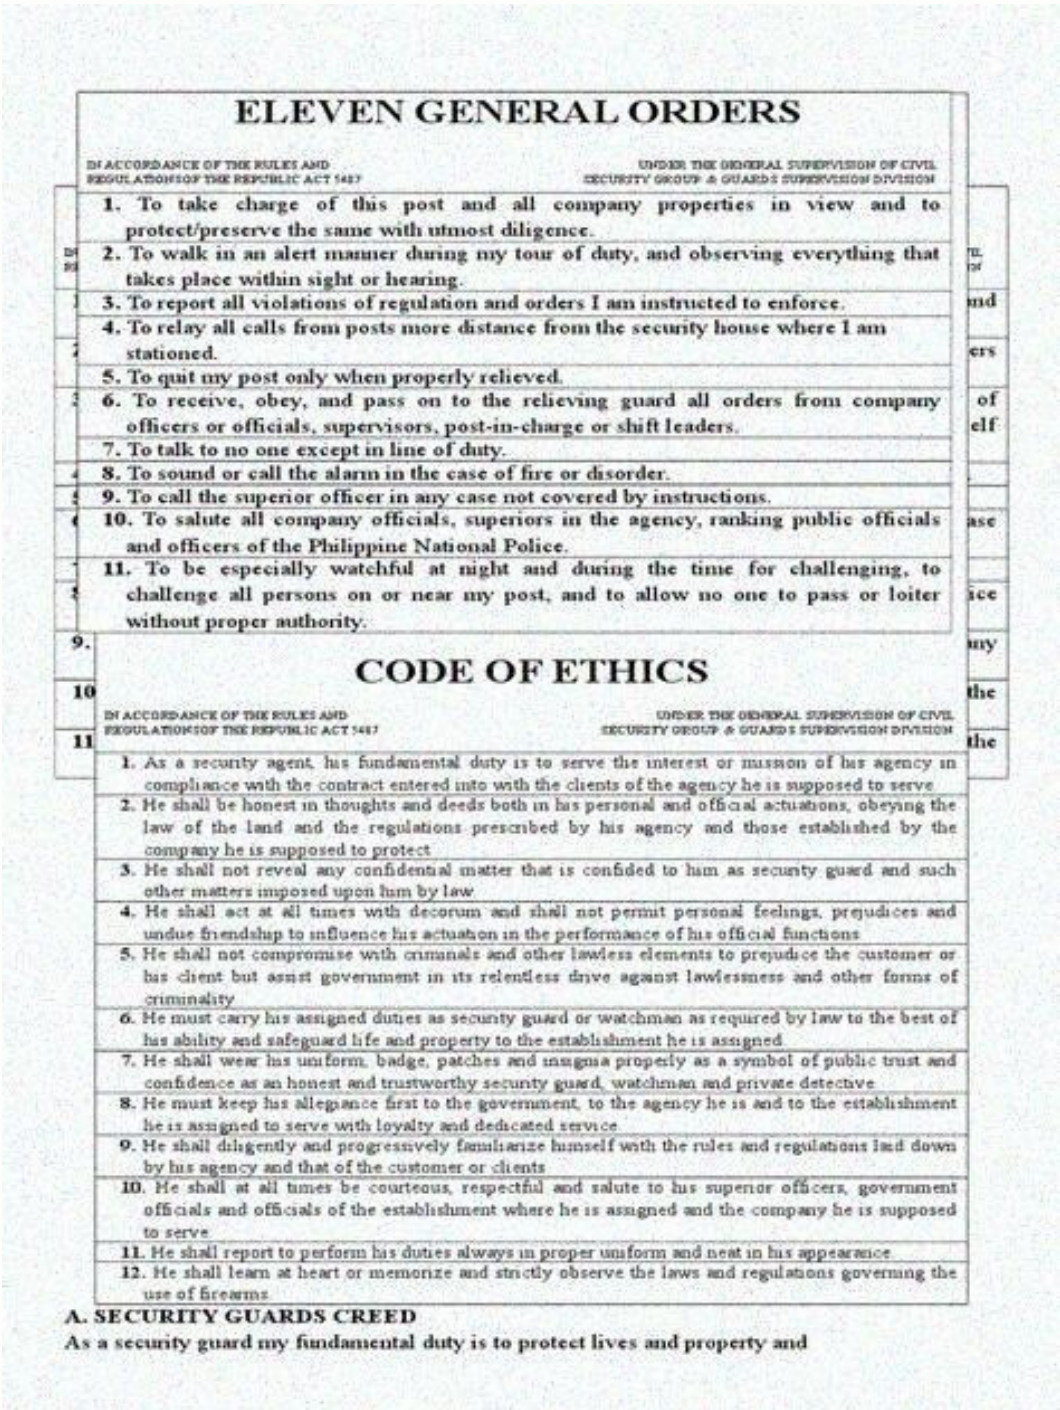 ELEVEN GENERAL ORDERS
IN ACCORDANCE OF THE RULES AND
REGULATIONSOF THE REPUBLIC ACT 5487
UNDER THE GENERAL SUPERVISION OF CIVIL
SECURITY GROUP & GUARDS SUPERVISION DIVISION
1. To take charge of this post and all company properties in view and to
protect/preserve the same with utmost diligence.
2. To walk in an alert manner during my tour of duty, and observing everything that
takes place within sight or hearing.
3. To report all violations of regulation and orders I am instructed to enforce.
4. To relay all calls from posts more distance from the security house where I am
stationed.
5. To quit my post only when properly relieved.
6. To receive, obey, and pass on to the relieving guard all orders from company
officers or officials, supervisors, post-in-charge or shift leaders.
7. To talk to no one except in line of duty.
8. To sound or call the alarm in the case of fire or disorder.
9. To call the superior officer in any case not covered by instructions.
10. To salute all company officials, superiors in the agency, ranking public officials
and officers of the Philippine National Police.
11. To be especially watchful at night and during the time for challenging, to
challenge all persons on or near my post, and to allow no one to pass or loiter
without proper authority.
ers
of
elf
ice
9.
10
the
11
the
CODE OF ETHICS
IN ACCORDANCE OF THE RULES AND
REGULATIONSOF THE REPUBLIC ACT 5487
UNDER THE GENERAL SUPERVISION OF CIVIL
SECURITY GROUP & GUARDS SUPERVISION DIVISION
1. As a security agent, his fundamental duty is to serve the interest or mission of his agency in
compliance with the contract entered into with the clients of the agency he is supposed to serve
2. He shall be honest in thoughts and deeds both in his personal and official actuations, obeying the
law of the land and the regulations prescribed by his agency and those established by the
company he is supposed to protect
3. He shall not reveal any confidential matter that is confided to him as security guard and such
other matters imposed upon him by law
4. He shall act at all times with decorum and shall not permit personal feelings, prejudices and
undue friendship to influence his actuation in the performance of his official functions
5. He shall not compromise with criminals and other lawless elements to prejudice the customer or
his client but assist government in its relentless drive against lawlessness and other forms of
criminality
6. He must carry his assigned duties as security guard or watchman as required by law to the best of
his ability and safeguard life and property to the establishment he is assigned
7. He shall wear his uniform, badge, patches and insignia properly as a symbol of public trust and
confidence as an honest and trustworthy security guard, watchman and private detective
8. He must keep his allegiance first to the government, to the agency he is and to the establishment
he is assigned to serve with loyalty and dedicated service
9. He shall diligently and progressively familiarize himself with the rules and regulations laid down
by his agency and that of the customer or clients
10. He shall at all times be courteous, respectful and salute to his superior officers, government
officials and officials of the establishment where he is assigned and the company he is supposed
to serve
11. He shall report to perform his duties always in proper uniform and neat in his appearance
12. He shall learn at heart or memorize and strictly observe the laws and regulations governing the
use of firearms
A. SECURITY GUARDS CREED
As a security guard my fundamental duty is to protect lives and property and